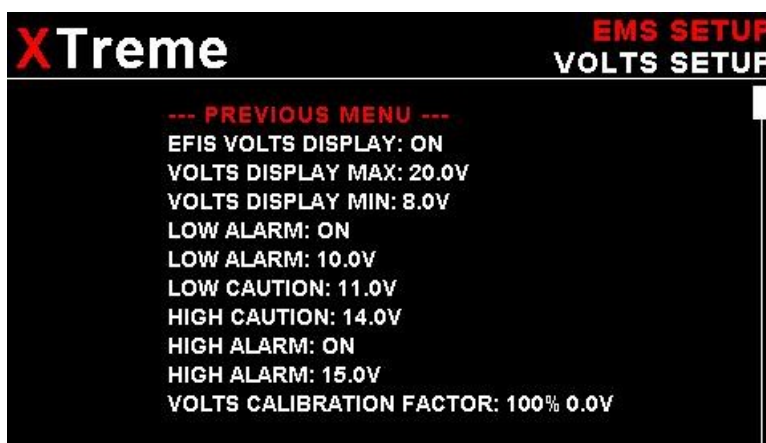 XTreme
EMS SETUP
VOLTS SETUP
--- PREVIOUS MENU ---
EFIS VOLTS DISPLAY: ON
VOLTS DISPLAY MAX: 20.0V
VOLTS DISPLAY MIN: 8.0V
LOW ALARM: ON
LOW ALARM: 10.0V
LOW CAUTION: 11.0V
HIGH CAUTION: 14.0V
HIGH ALARM: ON
HIGH ALARM: 15.0V
VOLTS CALIBRATION FACTOR: 100% 0.0V